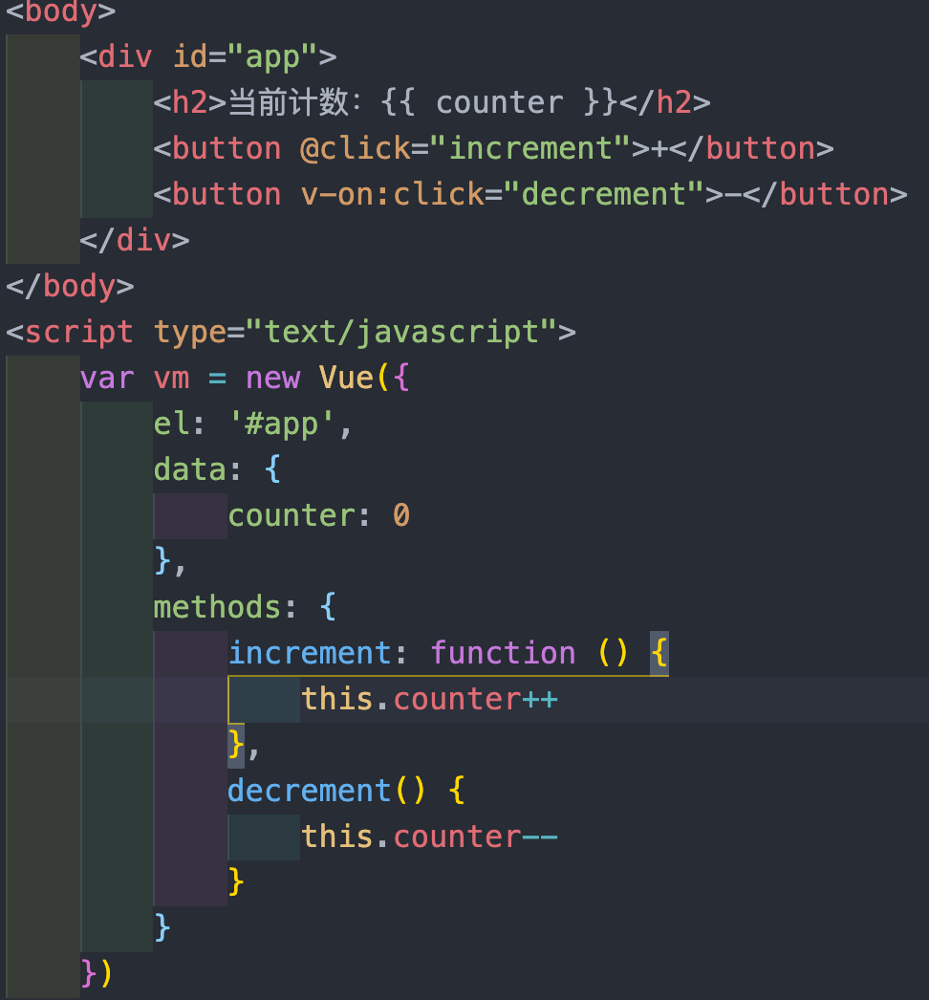 <body>
    <div id="app">
        <h2>当前计数：{{ counter }}</h2>
        <button @click="increment">+</button>
        <button v-on:click="decrement">-</button>
    </div>
</body>
<script type="text/javascript">
    var vm = new Vue({
        el: '#app',
        data: {
            counter: 0
        },
        methods: {
            increment: function () {
                this.counter++
            },
            decrement() {
                this.counter--
            }
        }
    })